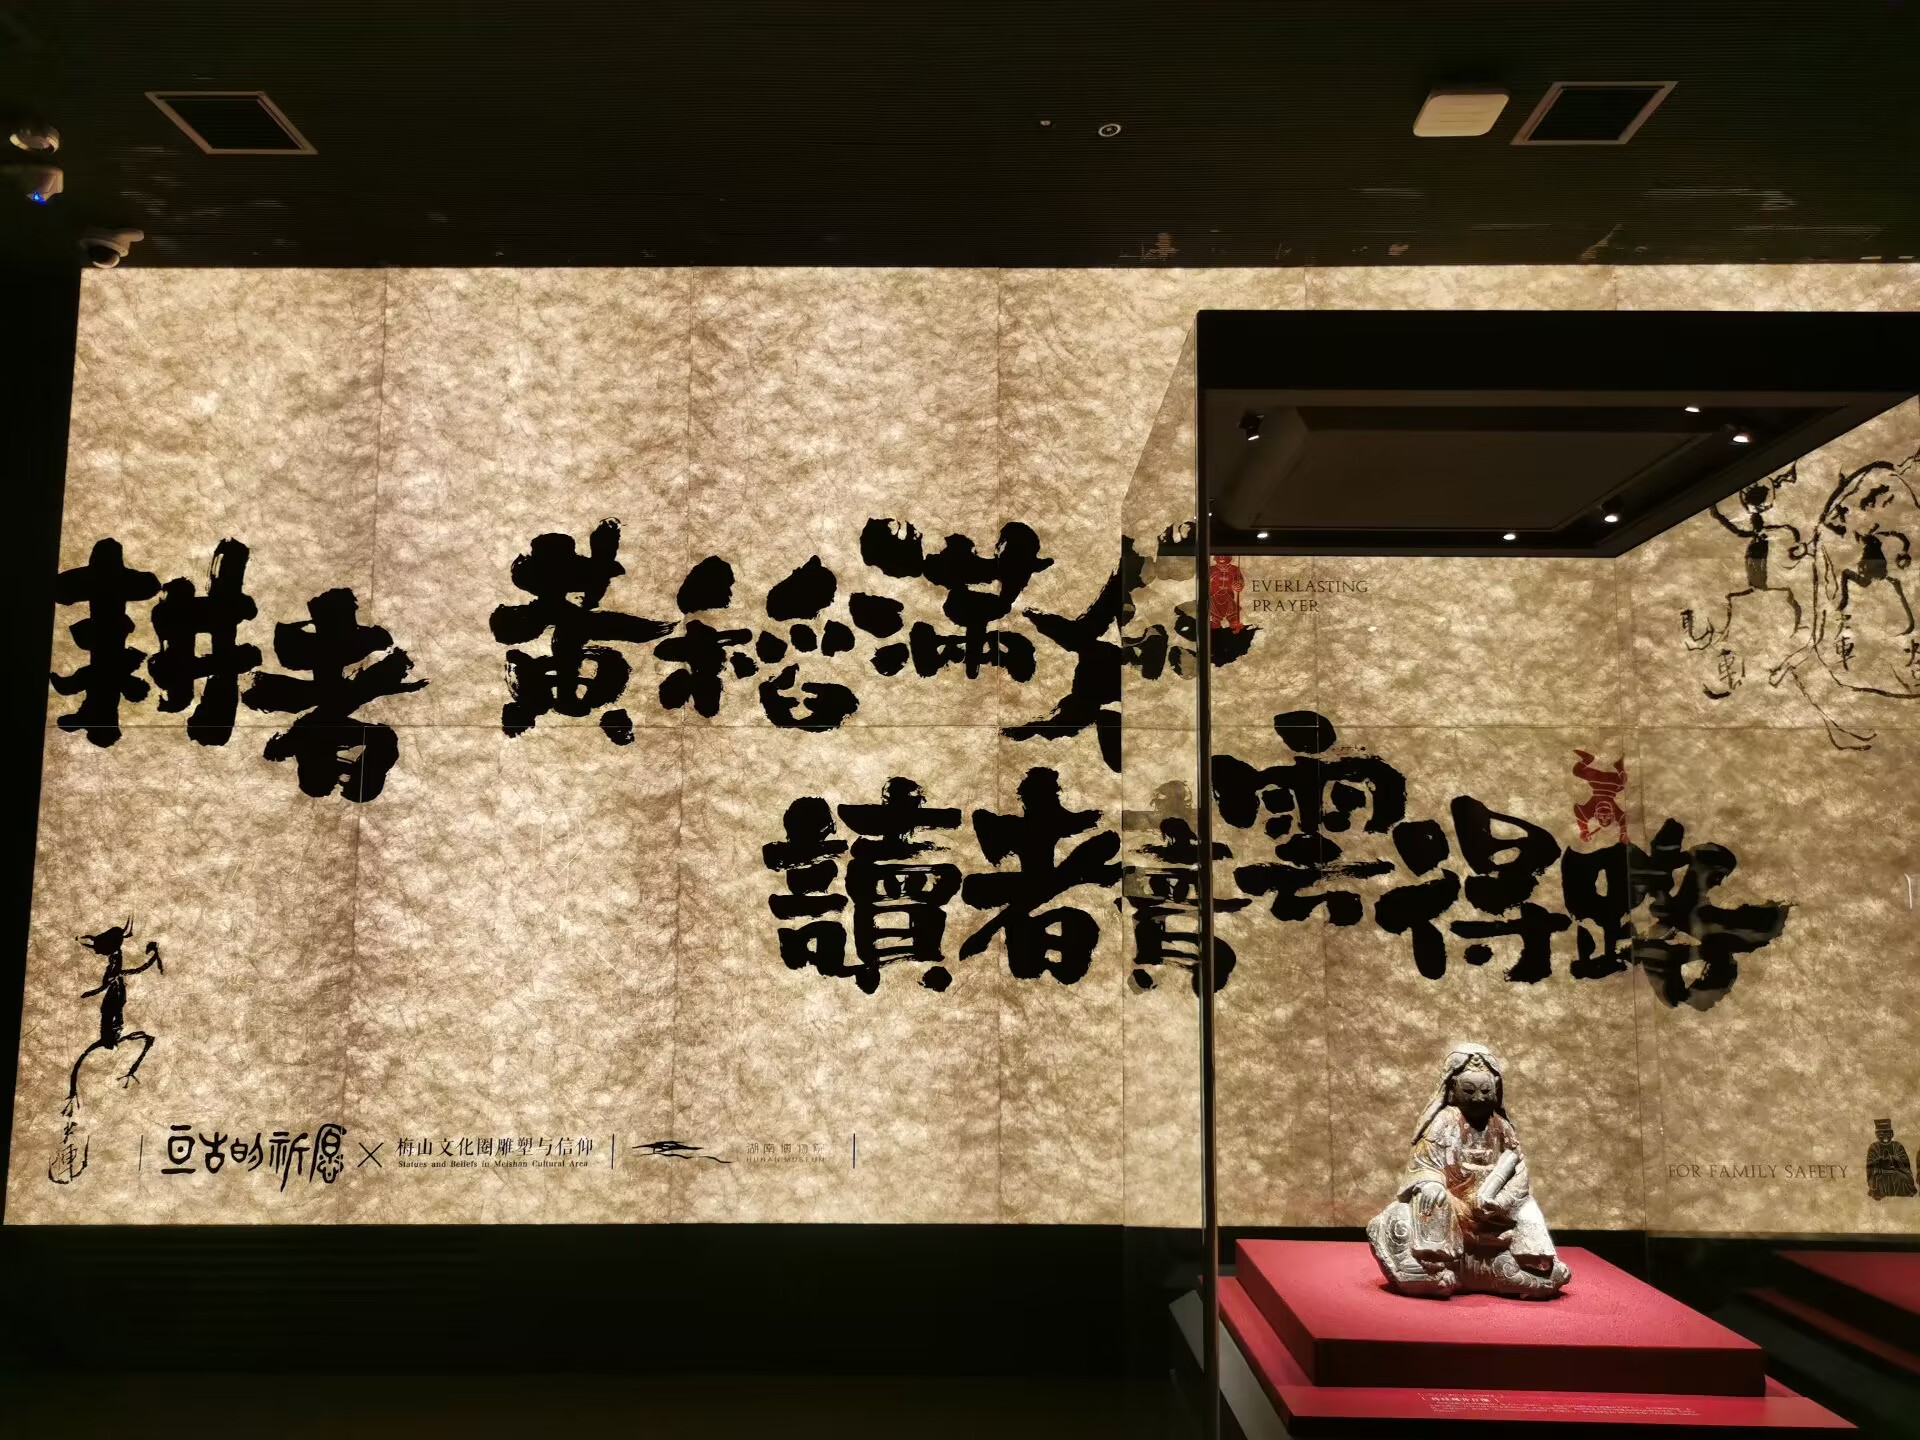 耕者 黃稻滿倉
EVERLASTING
PRAYER
讀者青雲得路
亘古的祈愿 × 梅山文化圈雕塑与信仰
Statues and Beliefs in Meishan Cultural Area
湖南博物院
HUNAN MUSEUM
FOR FAMILY SAFETY